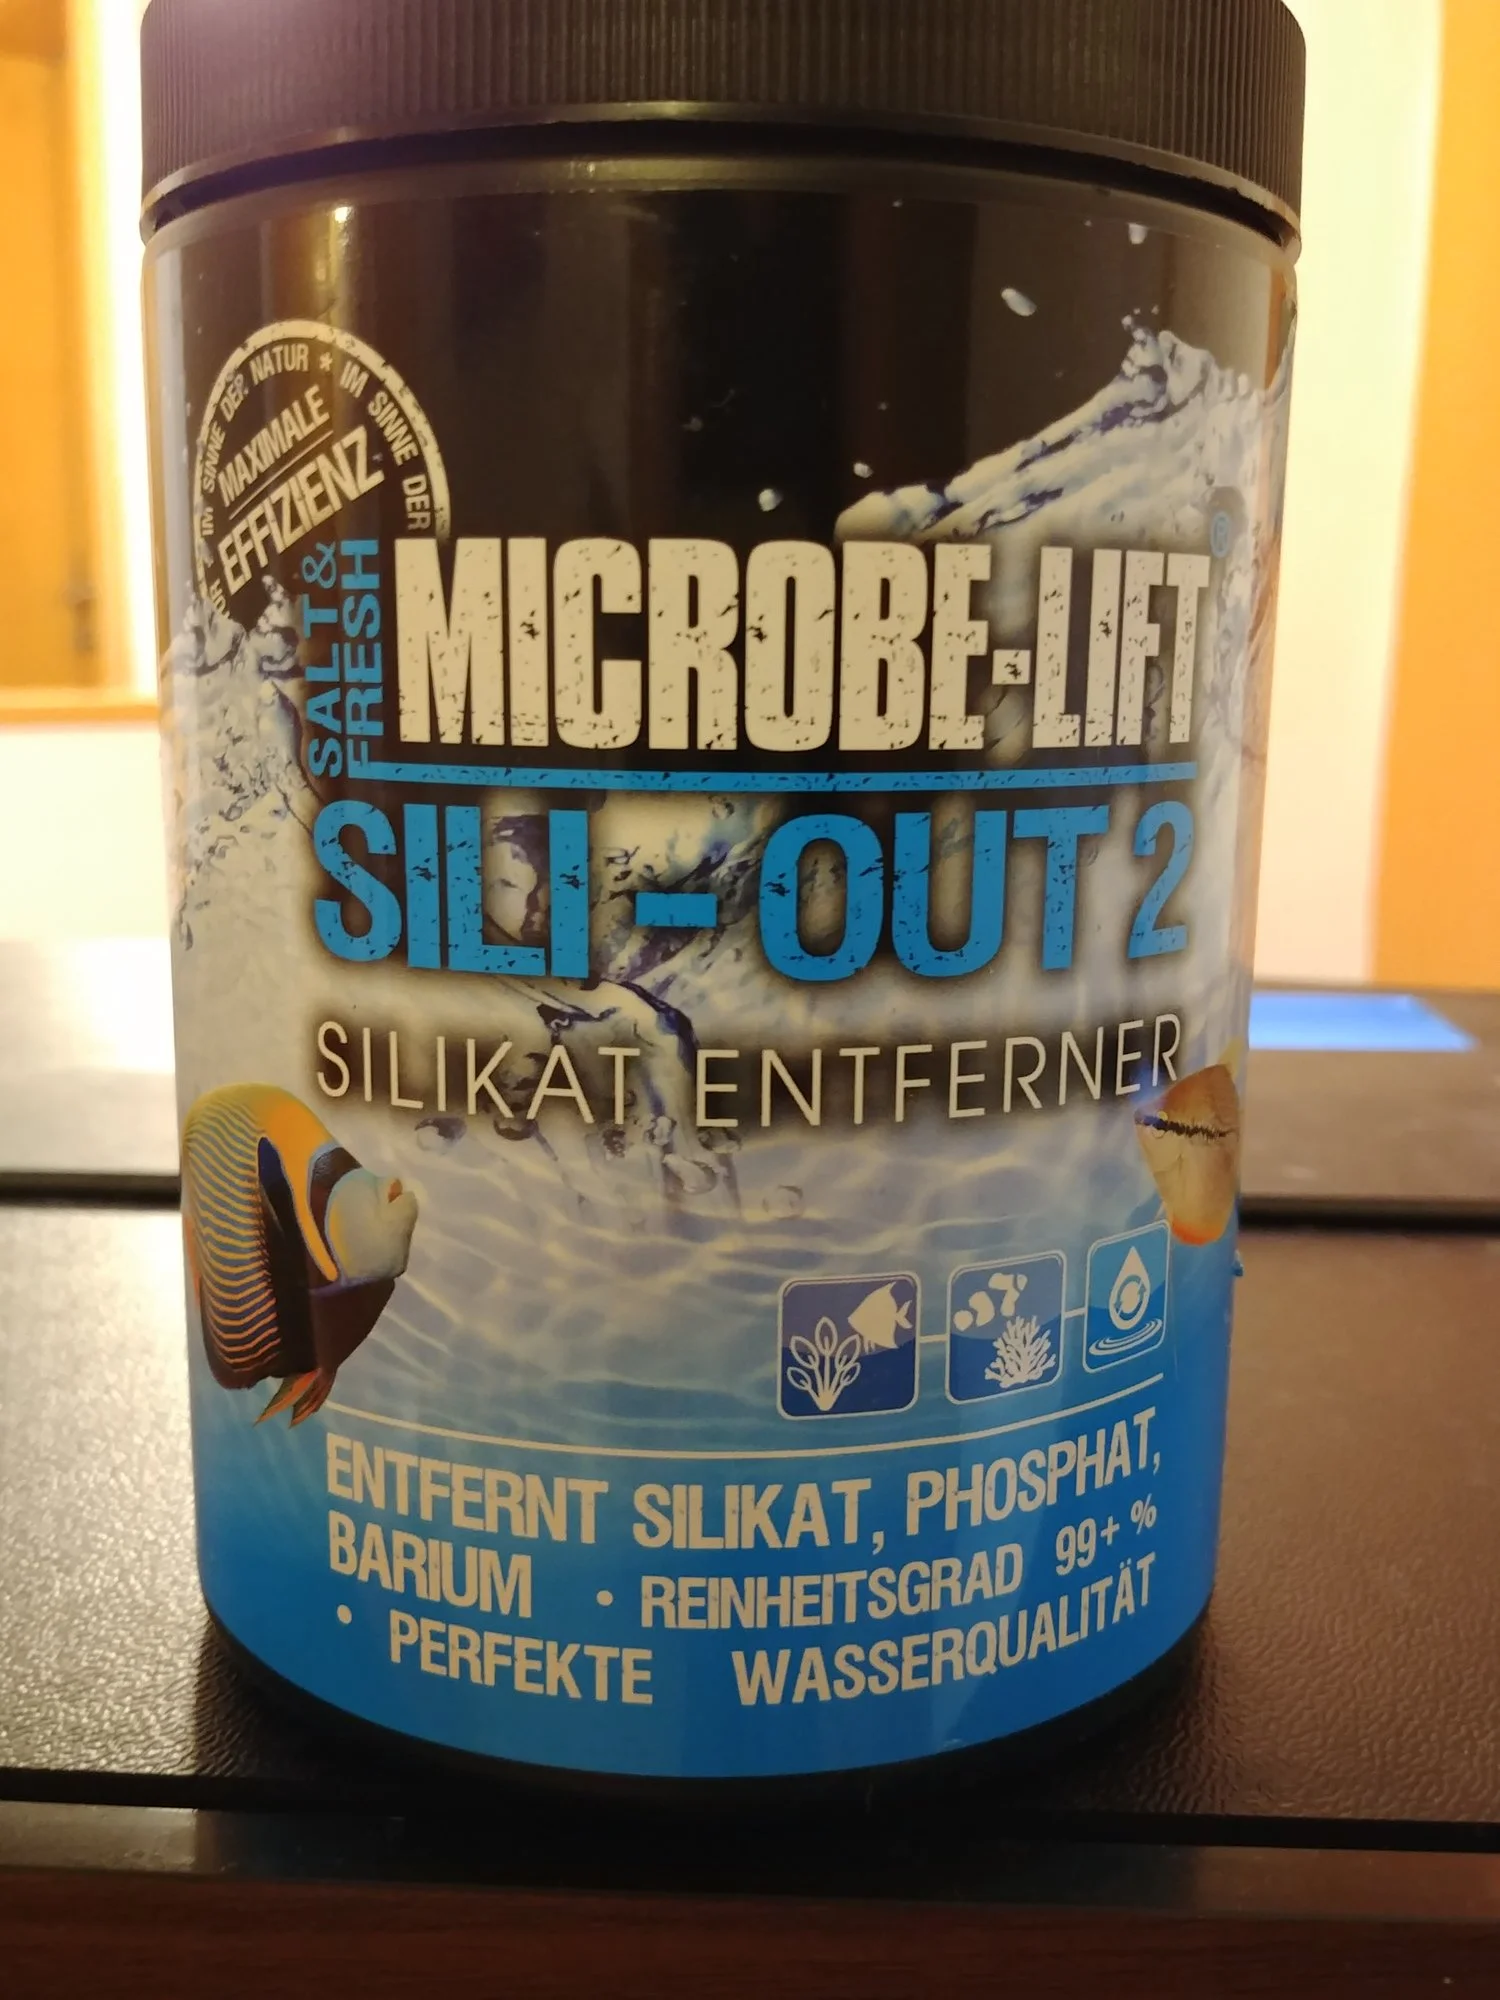 IM SINNE DER NATUR * IM SINNE DER
MAXIMALE
EFFIZIENZ
SALT &
FRESH
MICROBE-LIFT®
SILI-OUT 2
SILIKAT ENTFERNER
ENTFERNT SILIKAT, PHOSPHAT,
BARIUM • REINHEITSGRAD 99+ %
• PERFEKTE WASSERQUALITÄT